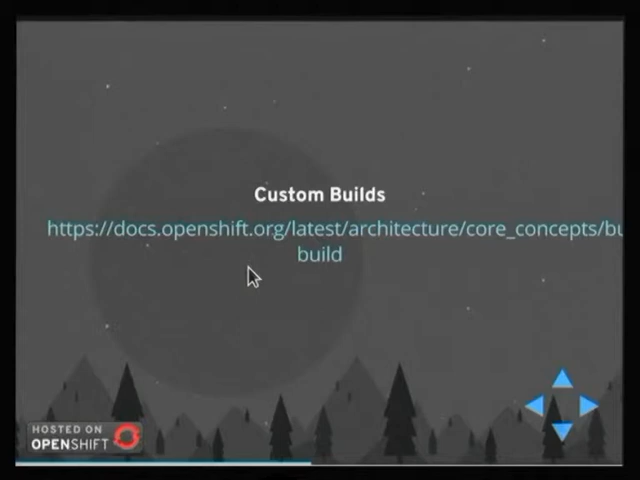 Custom Builds
https://docs.openshift.org/latest/architecture/core_concepts/bu
build
HOSTED ON
OPENSHIFT